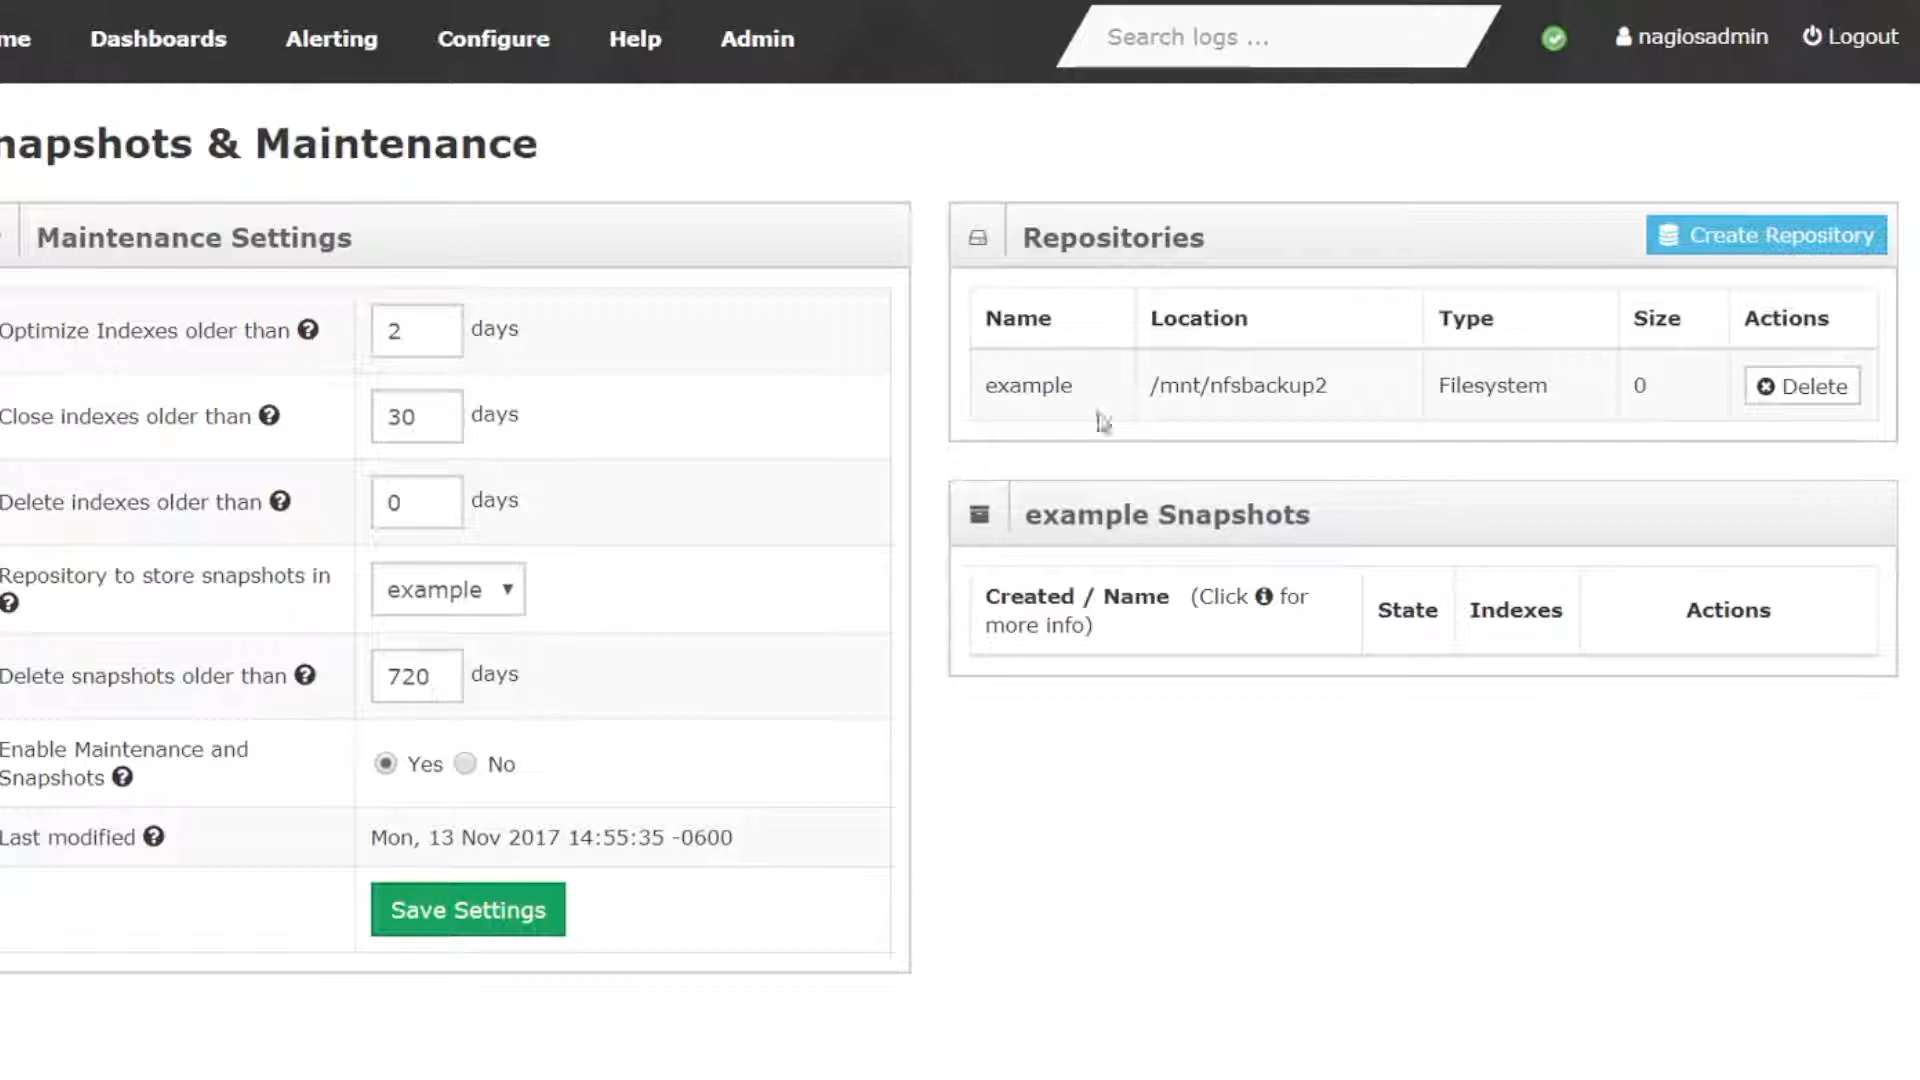 me Dashboards Alerting Configure Help Admin Search logs ... nagiosadmin Logout
napshots & Maintenance
Maintenance Settings
Optimize Indexes older than 2 days
Close indexes older than 30 days
Delete indexes older than 0 days
Repository to store snapshots in example
Delete snapshots older than 720 days
Enable Maintenance and
Snapshots Yes No
Last modified Mon, 13 Nov 2017 14:55:35 -0600
Save Settings
Repositories Create Repository
Name Location Type Size Actions
example /mnt/nfsbackup2 Filesystem 0 Delete
example Snapshots
Created / Name (Click for
more info) State Indexes Actions